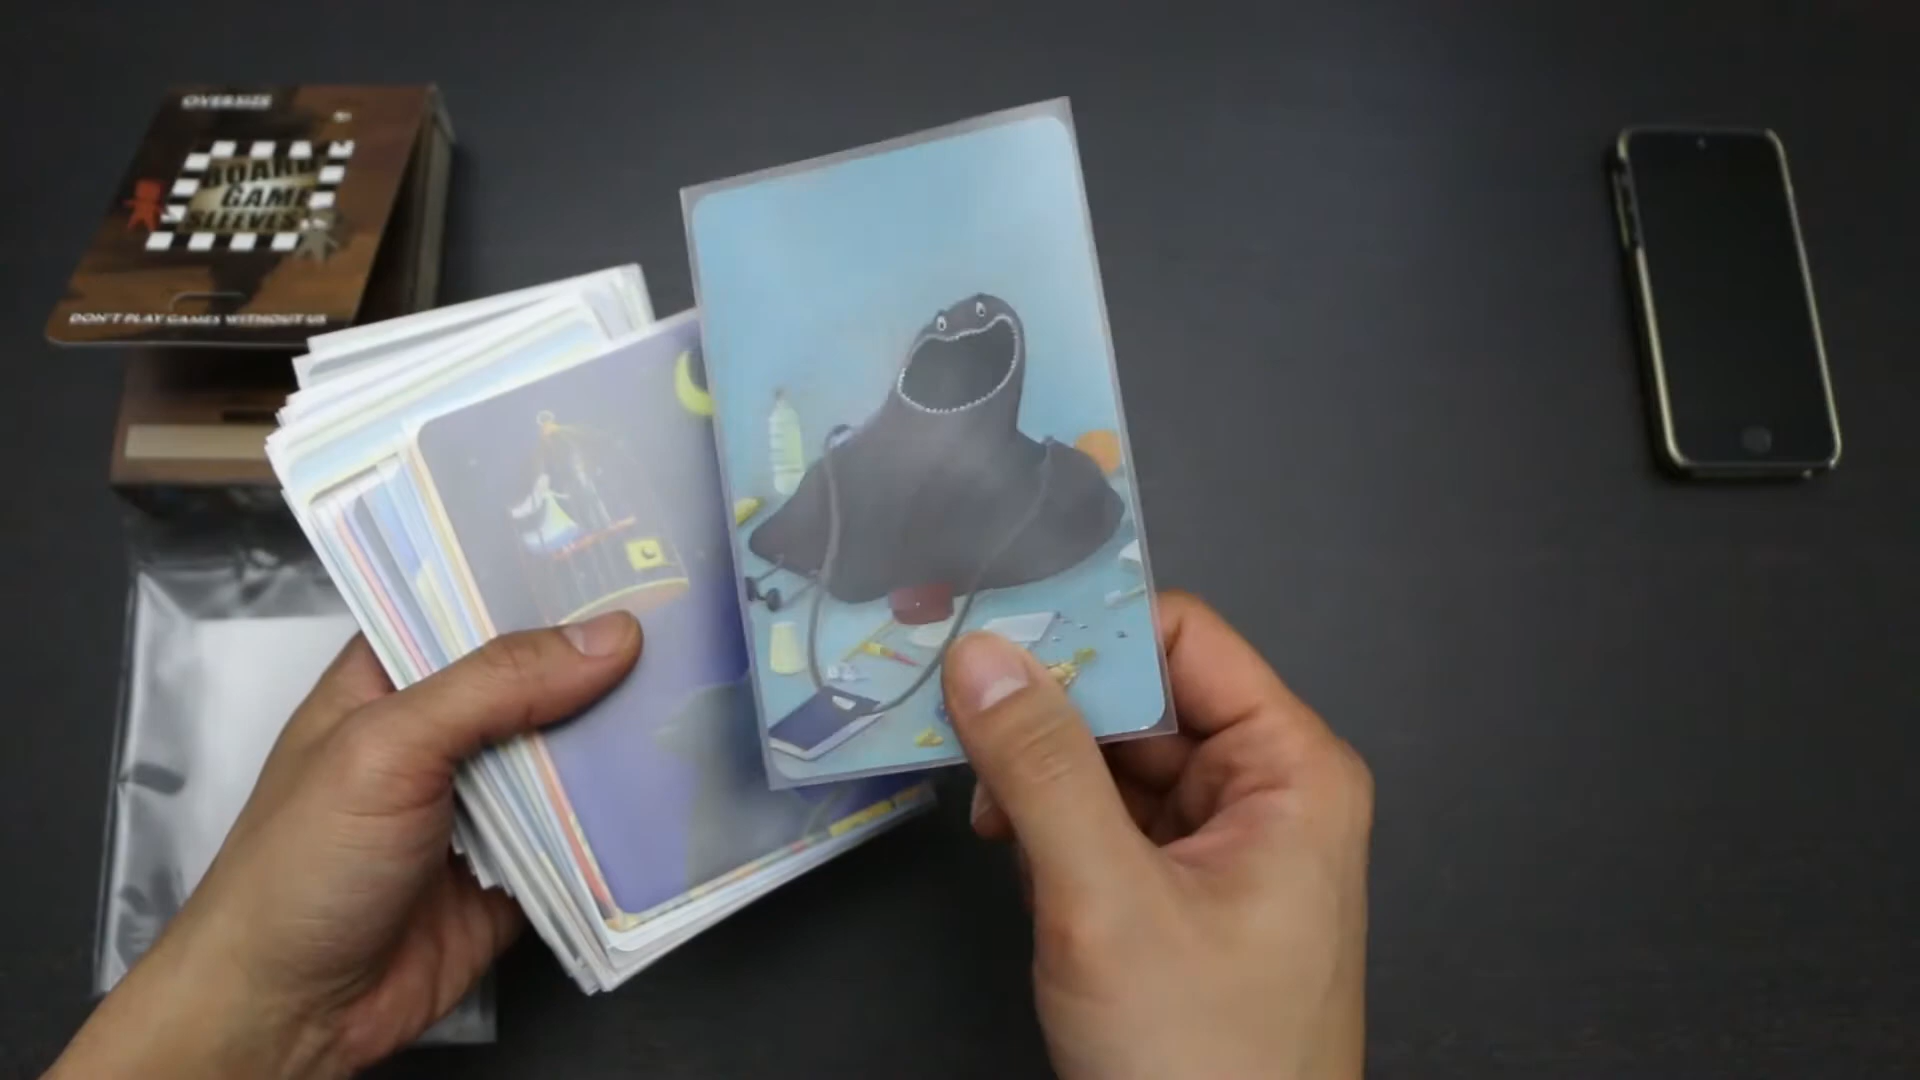 OVERSIZE
BOARD
GAME
SLEEVES
DON'T PLAY GAMES WITHOUT US